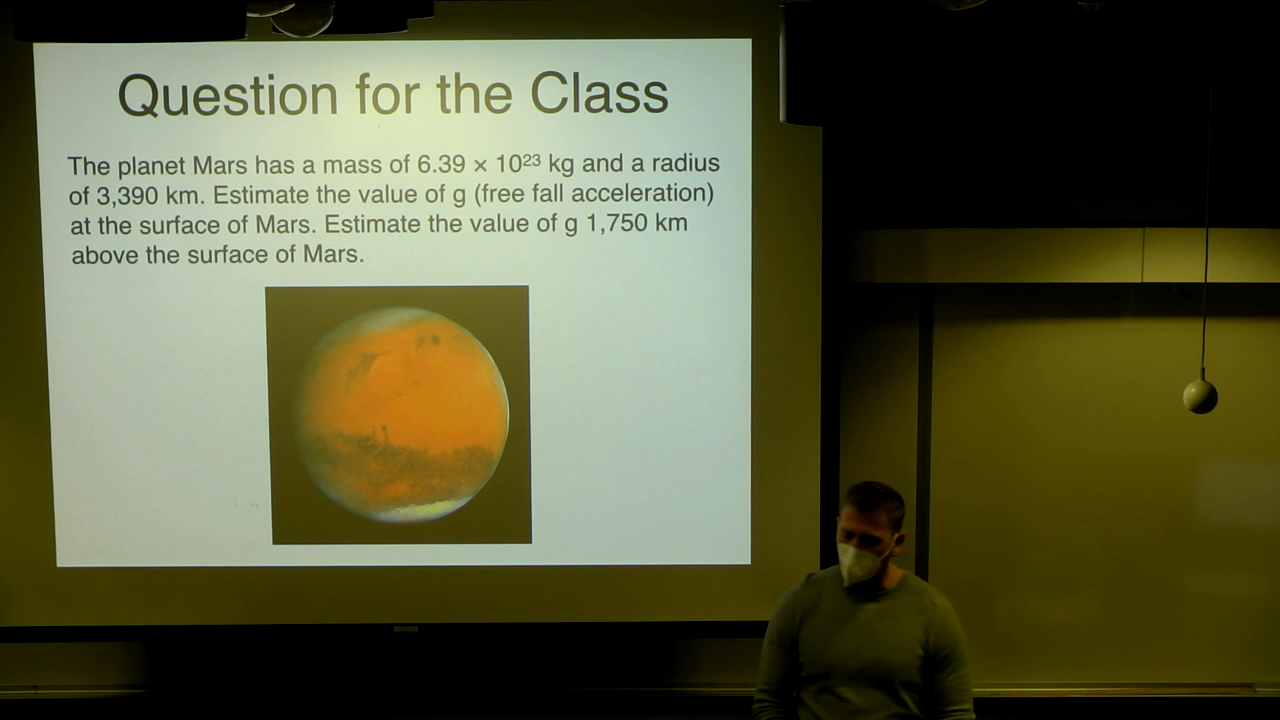 Question for the Class
The planet Mars has a mass of 6.39 × 10²³ kg and a radius
of 3,390 km. Estimate the value of g (free fall acceleration)
at the surface of Mars. Estimate the value of g 1,750 km
above the surface of Mars.